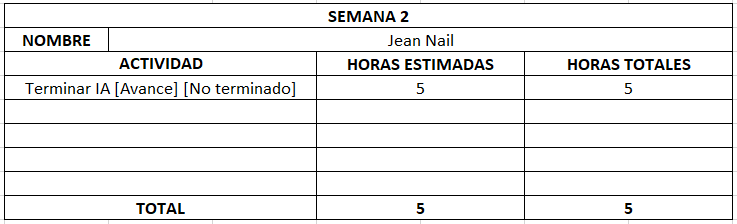 SEMANA 2
NOMBRE Jean Nail
ACTIVIDAD HORAS ESTIMADAS HORAS TOTALES
Terminar IA [Avance] [No terminado] 5 5
TOTAL 5 5